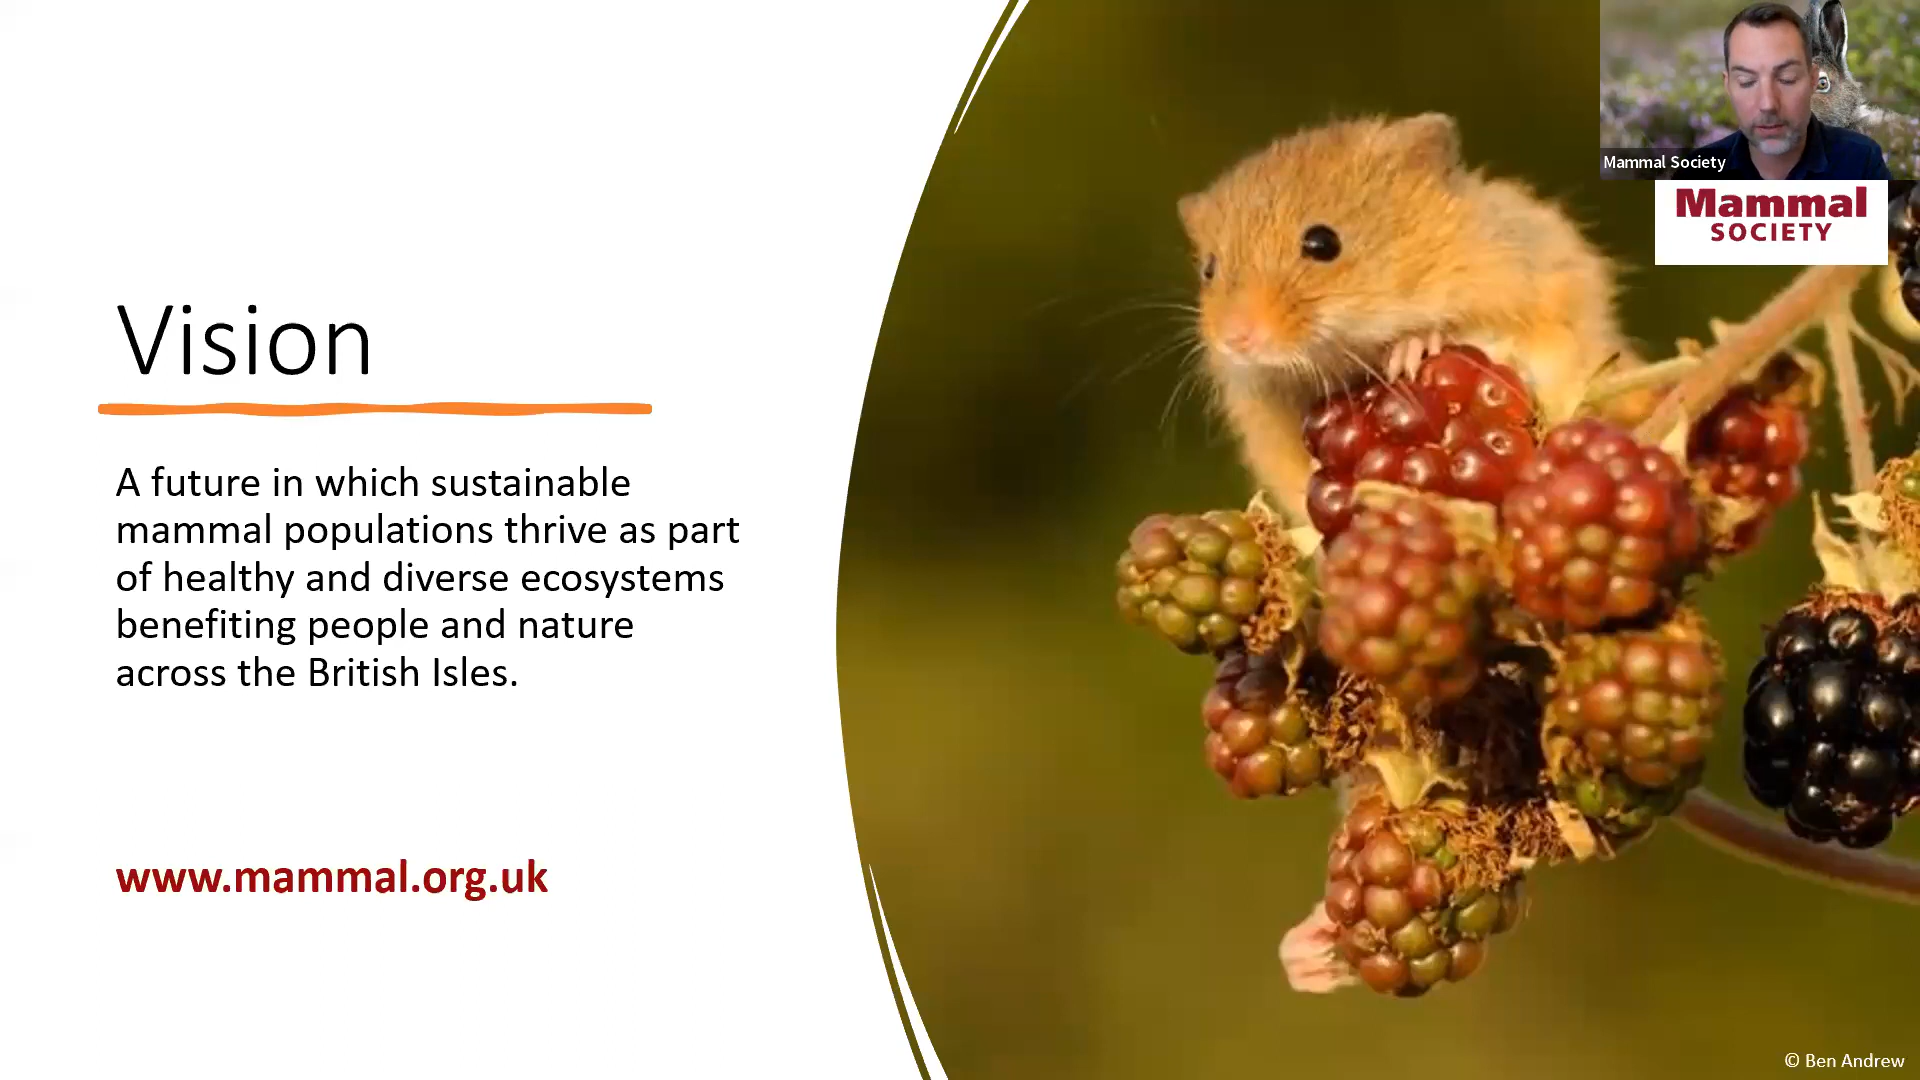 Mammal Society
Mammal
SOCIETY
Vision
A future in which sustainable
mammal populations thrive as part
of healthy and diverse ecosystems
benefiting people and nature
across the British Isles.
www.mammal.org.uk
© Ben Andrew